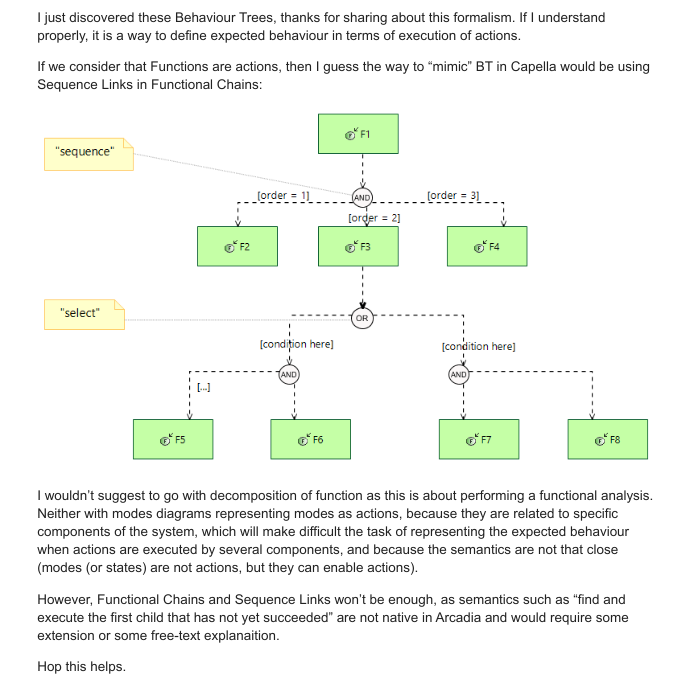 I just discovered these Behaviour Trees, thanks for sharing about this formalism. If I understand
properly, it is a way to define expected behaviour in terms of execution of actions.
If we consider that Functions are actions, then I guess the way to “mimic” BT in Capella would be using
Sequence Links in Functional Chains:
F1
"sequence"
[order = 1]
AND
[order = 3]
[order = 2]
F2
F3
F4
"select"
OR
[condition here]
[condition here]
AND
AND
[...]
F5
F6
F7
F8
I wouldn’t suggest to go with decomposition of function as this is about performing a functional analysis.
Neither with modes diagrams representing modes as actions, because they are related to specific
components of the system, which will make difficult the task of representing the expected behaviour
when actions are executed by several components, and because the semantics are not that close
(modes (or states) are not actions, but they can enable actions).
However, Functional Chains and Sequence Links won’t be enough, as semantics such as “find and
execute the first child that has not yet succeeded” are not native in Arcadia and would require some
extension or some free-text explanaition.
Hop this helps.